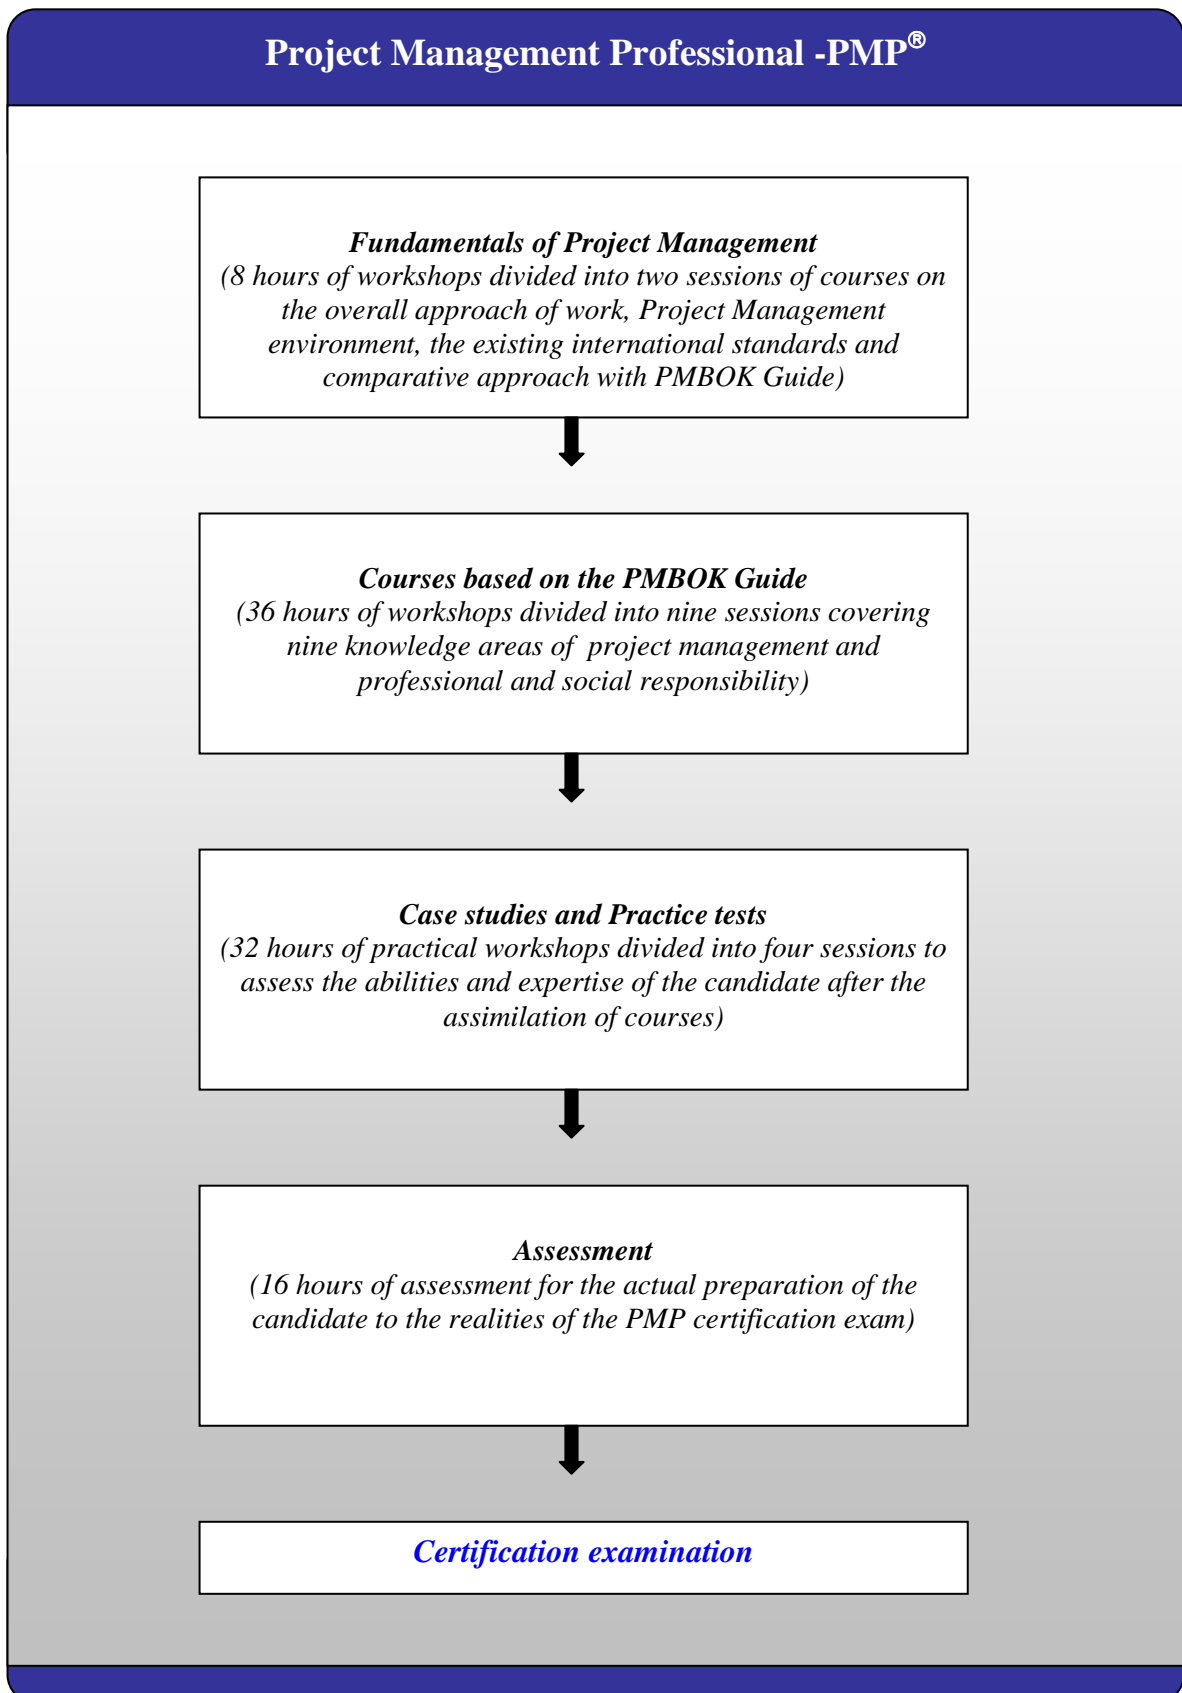 Project Management Professional -PMP®
Fundamentals of Project Management
(8 hours of workshops divided into two sessions of courses on
the overall approach of work, Project Management
environment, the existing international standards and
comparative approach with PMBOK Guide)
Courses based on the PMBOK Guide
(36 hours of workshops divided into nine sessions covering
nine knowledge areas of  project management and
professional and social responsibility)
Case studies and Practice tests
(32 hours of practical workshops divided into four sessions to
assess the abilities and expertise of the candidate after the
assimilation of courses)
Assessment
(16 hours of assessment for the actual preparation of the
candidate to the realities of the PMP certification exam)
Certification examination